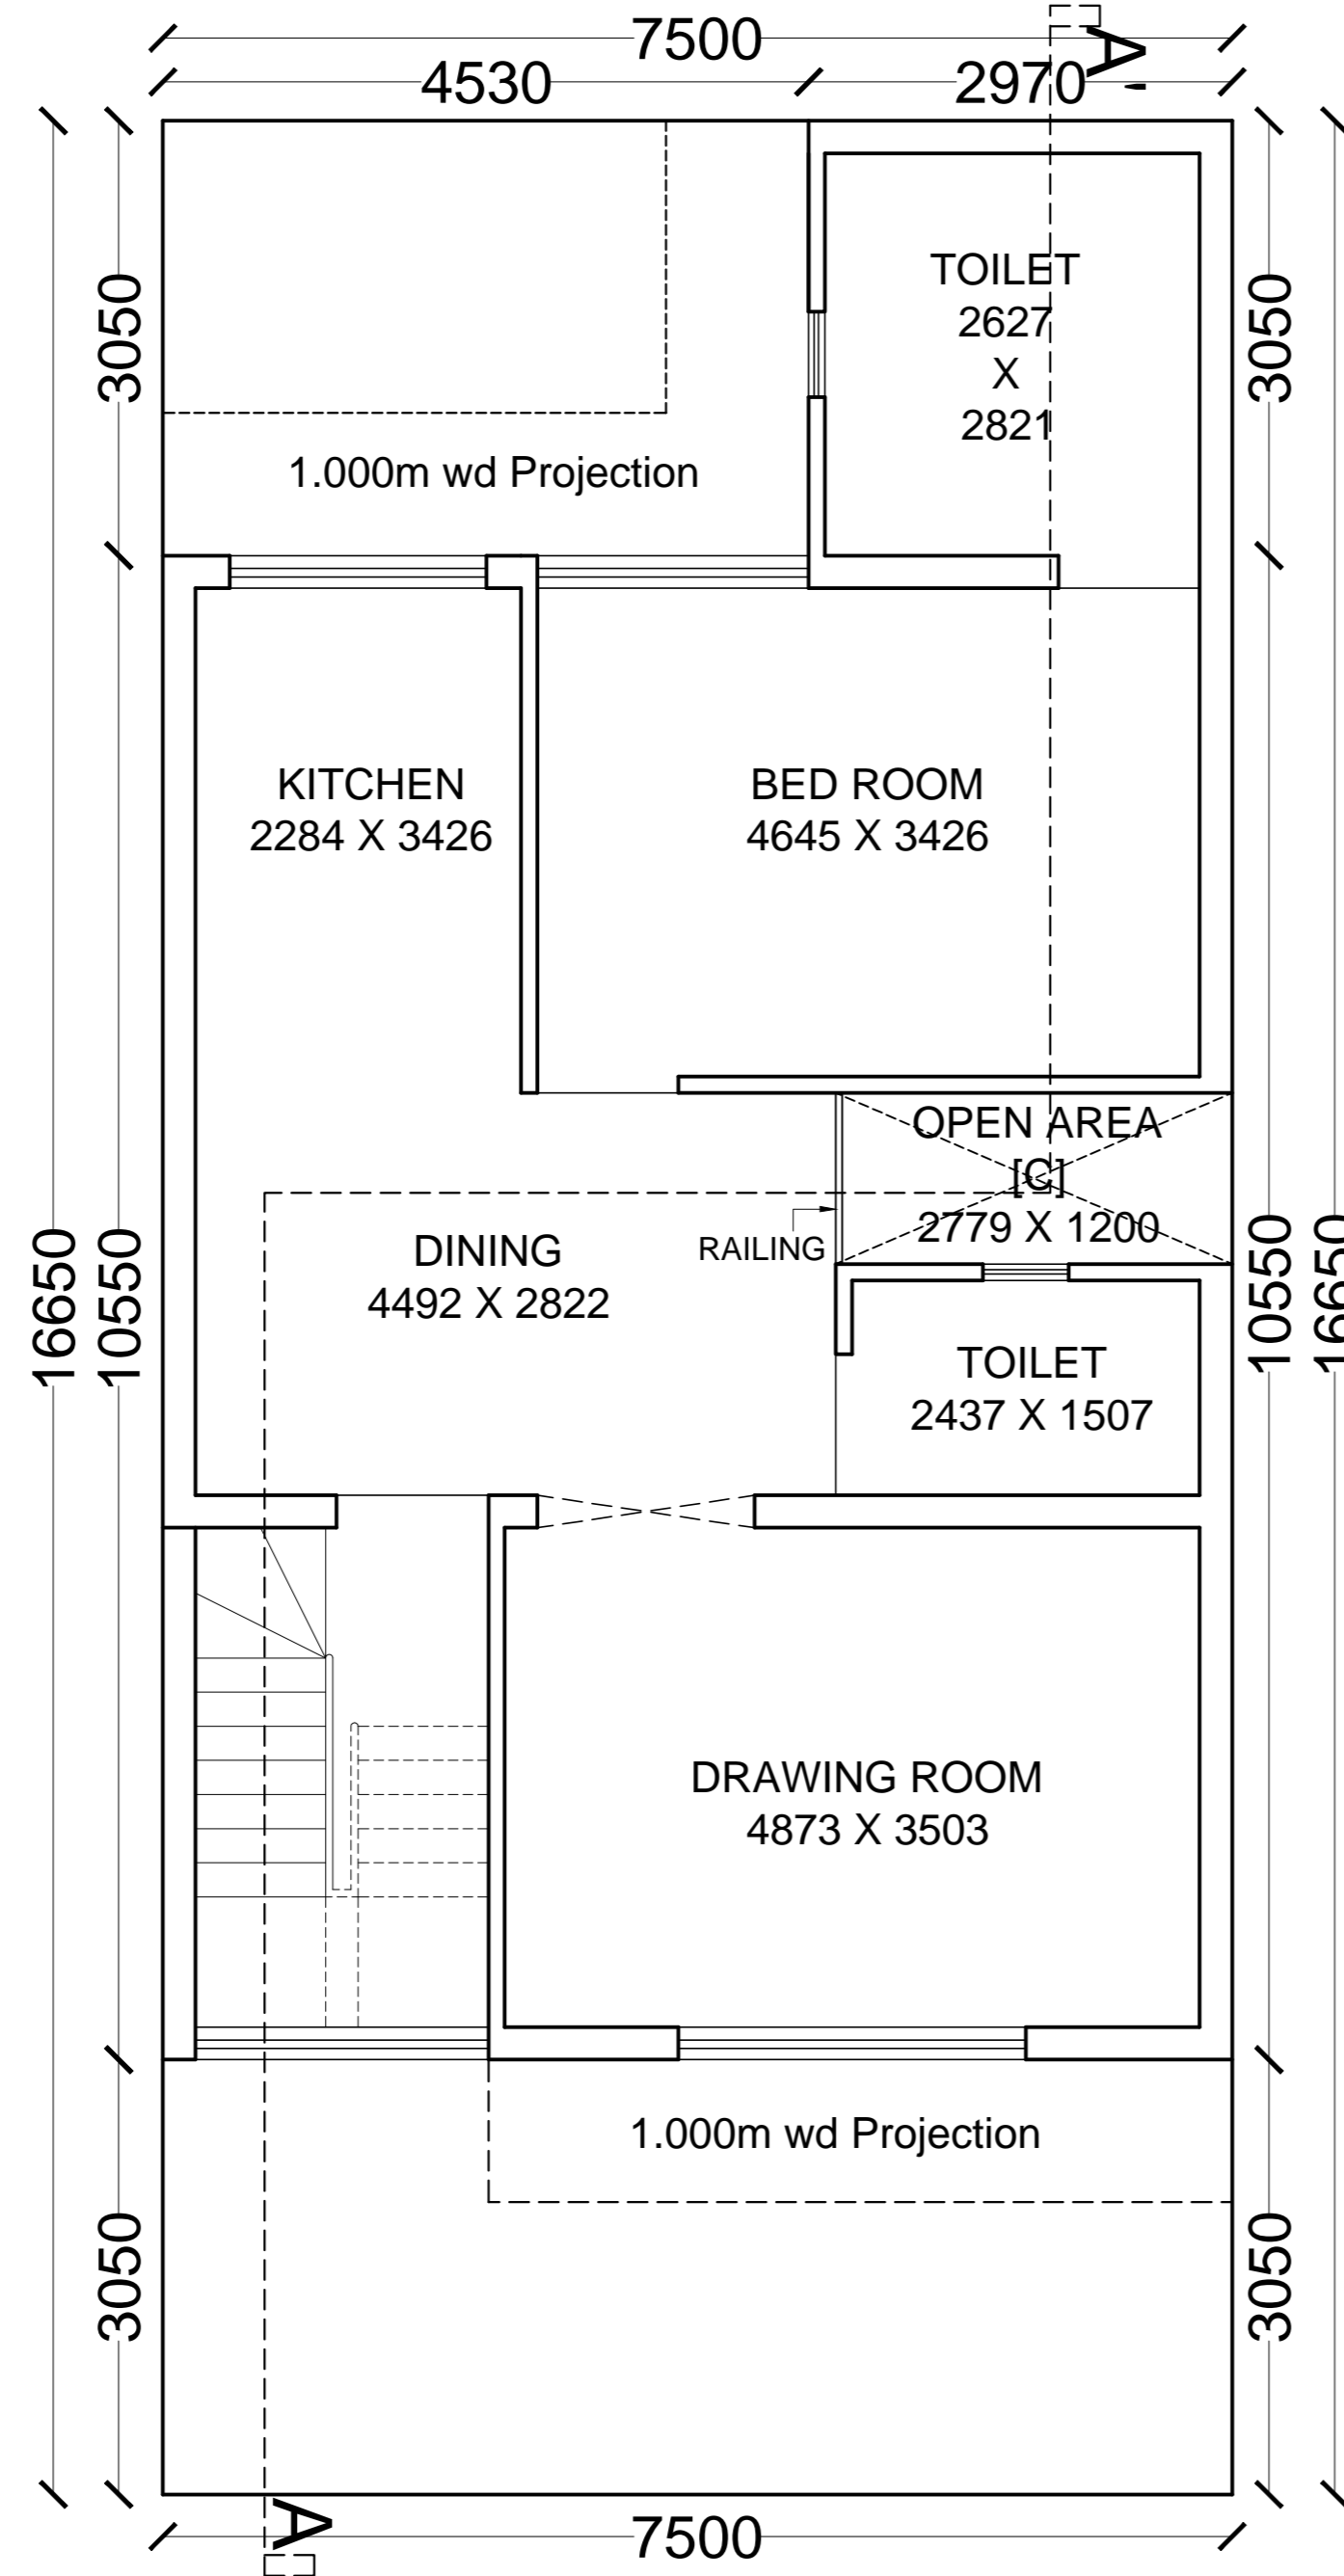 7500
4530
2970
A'
3050
3050
TOILET
2627
X
2821
1.000m wd Projection
KITCHEN
2284 X 3426
BED ROOM
4645 X 3426
OPEN AREA
[C]
2779 X 1200
RAILING
DINING
4492 X 2822
16650
10550
10550
16650
TOILET
2437 X 1507
DRAWING ROOM
4873 X 3503
1.000m wd Projection
3050
3050
A
7500